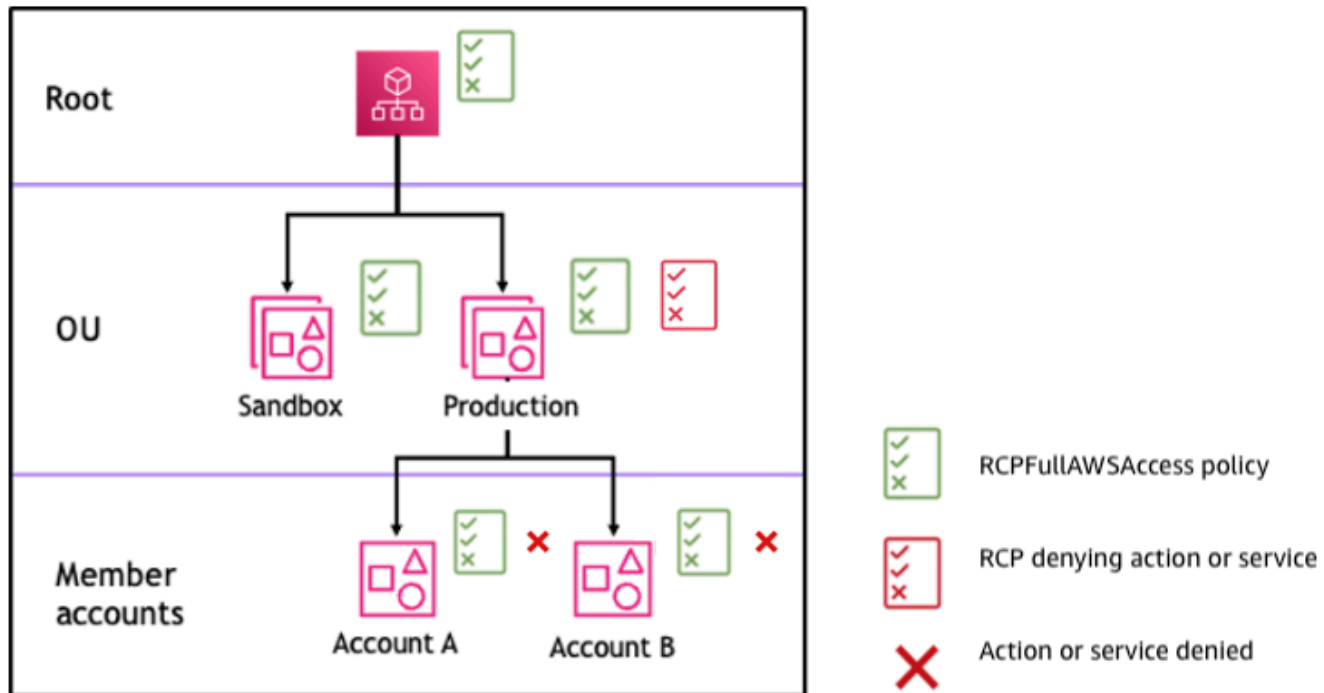 Root
OU
Sandbox
Production
Member
accounts
Account A
Account B
RCPFullAWSAccess policy
RCP denying action or service
Action or service denied